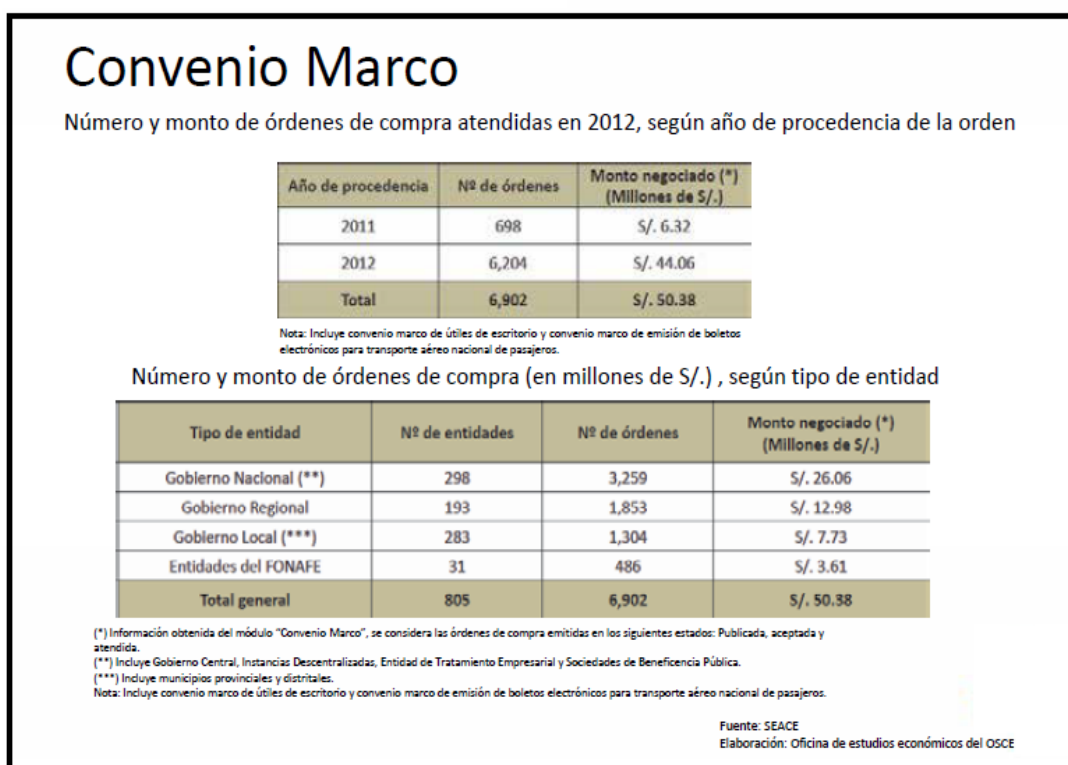 Convenio Marco
Número y monto de órdenes de compra atendidas en 2012, según año de procedencia de la orden
Año de procedencia Nº de órdenes Monto negociado (*) (Millones de S/.)
2011 698 S/. 6.32
2012 6,204 S/. 44.06
Total 6,902 S/. 50.38
Nota: Incluye convenio marco de útiles de escritorio y convenio marco de emisión de boletos
electrónicos para transporte aéreo nacional de pasajeros.
Número y monto de órdenes de compra (en millones de S/.) , según tipo de entidad
Tipo de entidad Nº de entidades Nº de órdenes Monto negociado (*) (Millones de S/.)
Gobierno Nacional (**) 298 3,259 S/. 26.06
Gobierno Regional 193 1,853 S/. 12.98
Gobierno Local (***) 283 1,304 S/. 7.73
Entidades del FONAFE 31 486 S/. 3.61
Total general 805 6,902 S/. 50.38
(*) Información obtenida del módulo "Convenio Marco", se considera las órdenes de compra emitidas en los siguientes estados: Publicada, aceptada y
atendida.
(**) Incluye Gobierno Central, Instancias Descentralizadas, Entidad de Tratamiento Empresarial y Sociedades de Beneficencia Pública.
(***) Incluye municipios provinciales y distritales.
Nota: Incluye convenio marco de útiles de escritorio y convenio marco de emisión de boletos electrónicos para transporte aéreo nacional de pasajeros.
Fuente: SEACE
Elaboración: Oficina de estudios económicos del OSCE